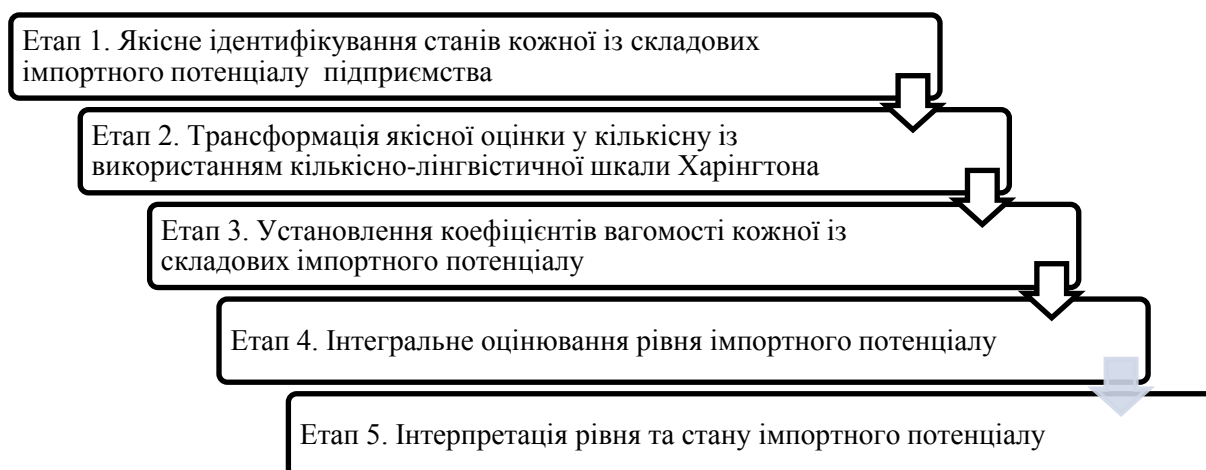 Етап 1. Якісне ідентифікування станів кожної із складових
імпортного потенціалу підприємства
Етап 2. Трансформація якісної оцінки у кількісну із
використанням кількісно-лінгвістичної шкали Харінгтона
Етап 3. Установлення коефіцієнтів вагомості кожної із
складових імпортного потенціалу
Етап 4. Інтегральне оцінювання рівня імпортного потенціалу
Етап 5. Інтерпретація рівня та стану імпортного потенціалу